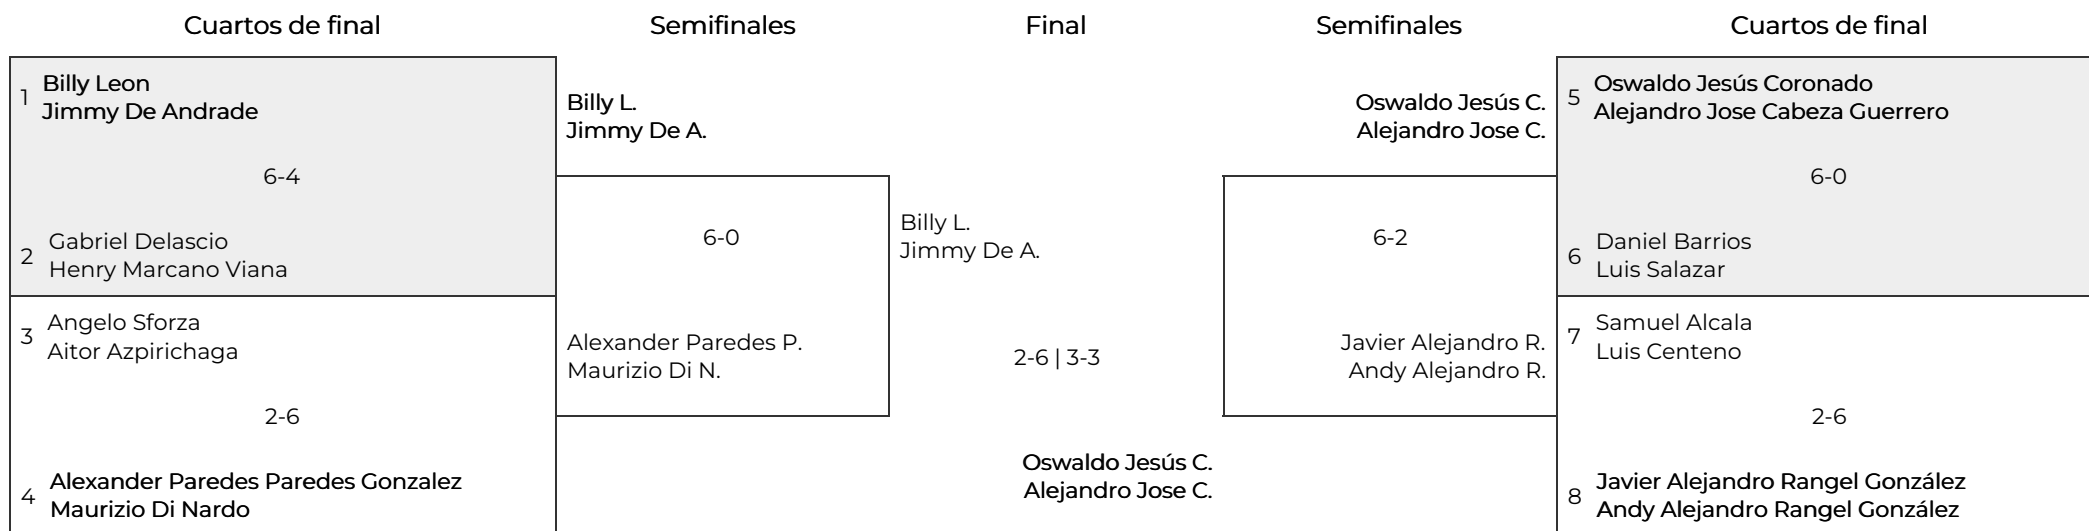 Cuartos de final
Semifinales
Final
Semifinales
Cuartos de final
1
Billy Leon
Jimmy De Andrade
6-4
2
Gabriel Delascio
Henry Marcano Viana
3
Angelo Sforza
Aitor Azpirichaga
2-6
4
Alexander Paredes Paredes Gonzalez
Maurizio Di Nardo
Billy L.
Jimmy De A.
6-0
Alexander Paredes P.
Maurizio Di N.
Billy L.
Jimmy De A.
2-6 | 3-3
Oswaldo Jesús C.
Alejandro Jose C.
Oswaldo Jesús C.
Alejandro Jose C.
6-2
Javier Alejandro R.
Andy Alejandro R.
5
Oswaldo Jesús Coronado
Alejandro Jose Cabeza Guerrero
6-0
6
Daniel Barrios
Luis Salazar
7
Samuel Alcala
Luis Centeno
2-6
8
Javier Alejandro Rangel González
Andy Alejandro Rangel González